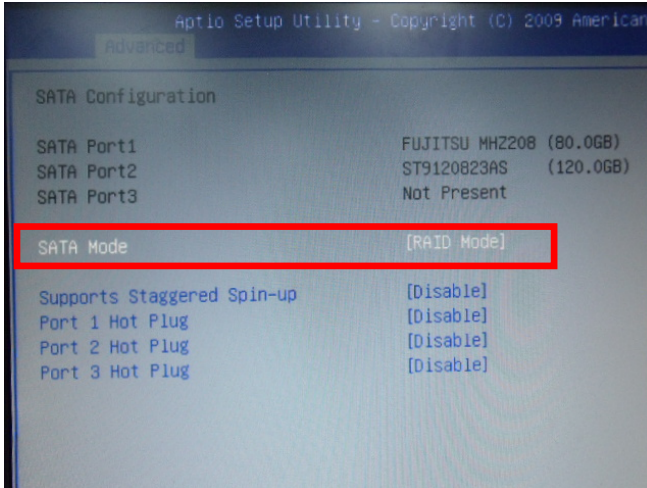 Aptio Setup Utility - Copyright (C) 2009 American
Advanced
SATA Configuration
SATA Port1 FUJITSU MHZ208 (80.0GB)
SATA Port2 ST9120823AS (120.0GB)
SATA Port3 Not Present
SATA Mode [RAID Mode]
Supports Staggered Spin-up [Disable]
Port 1 Hot Plug [Disable]
Port 2 Hot Plug [Disable]
Port 3 Hot Plug [Disable]